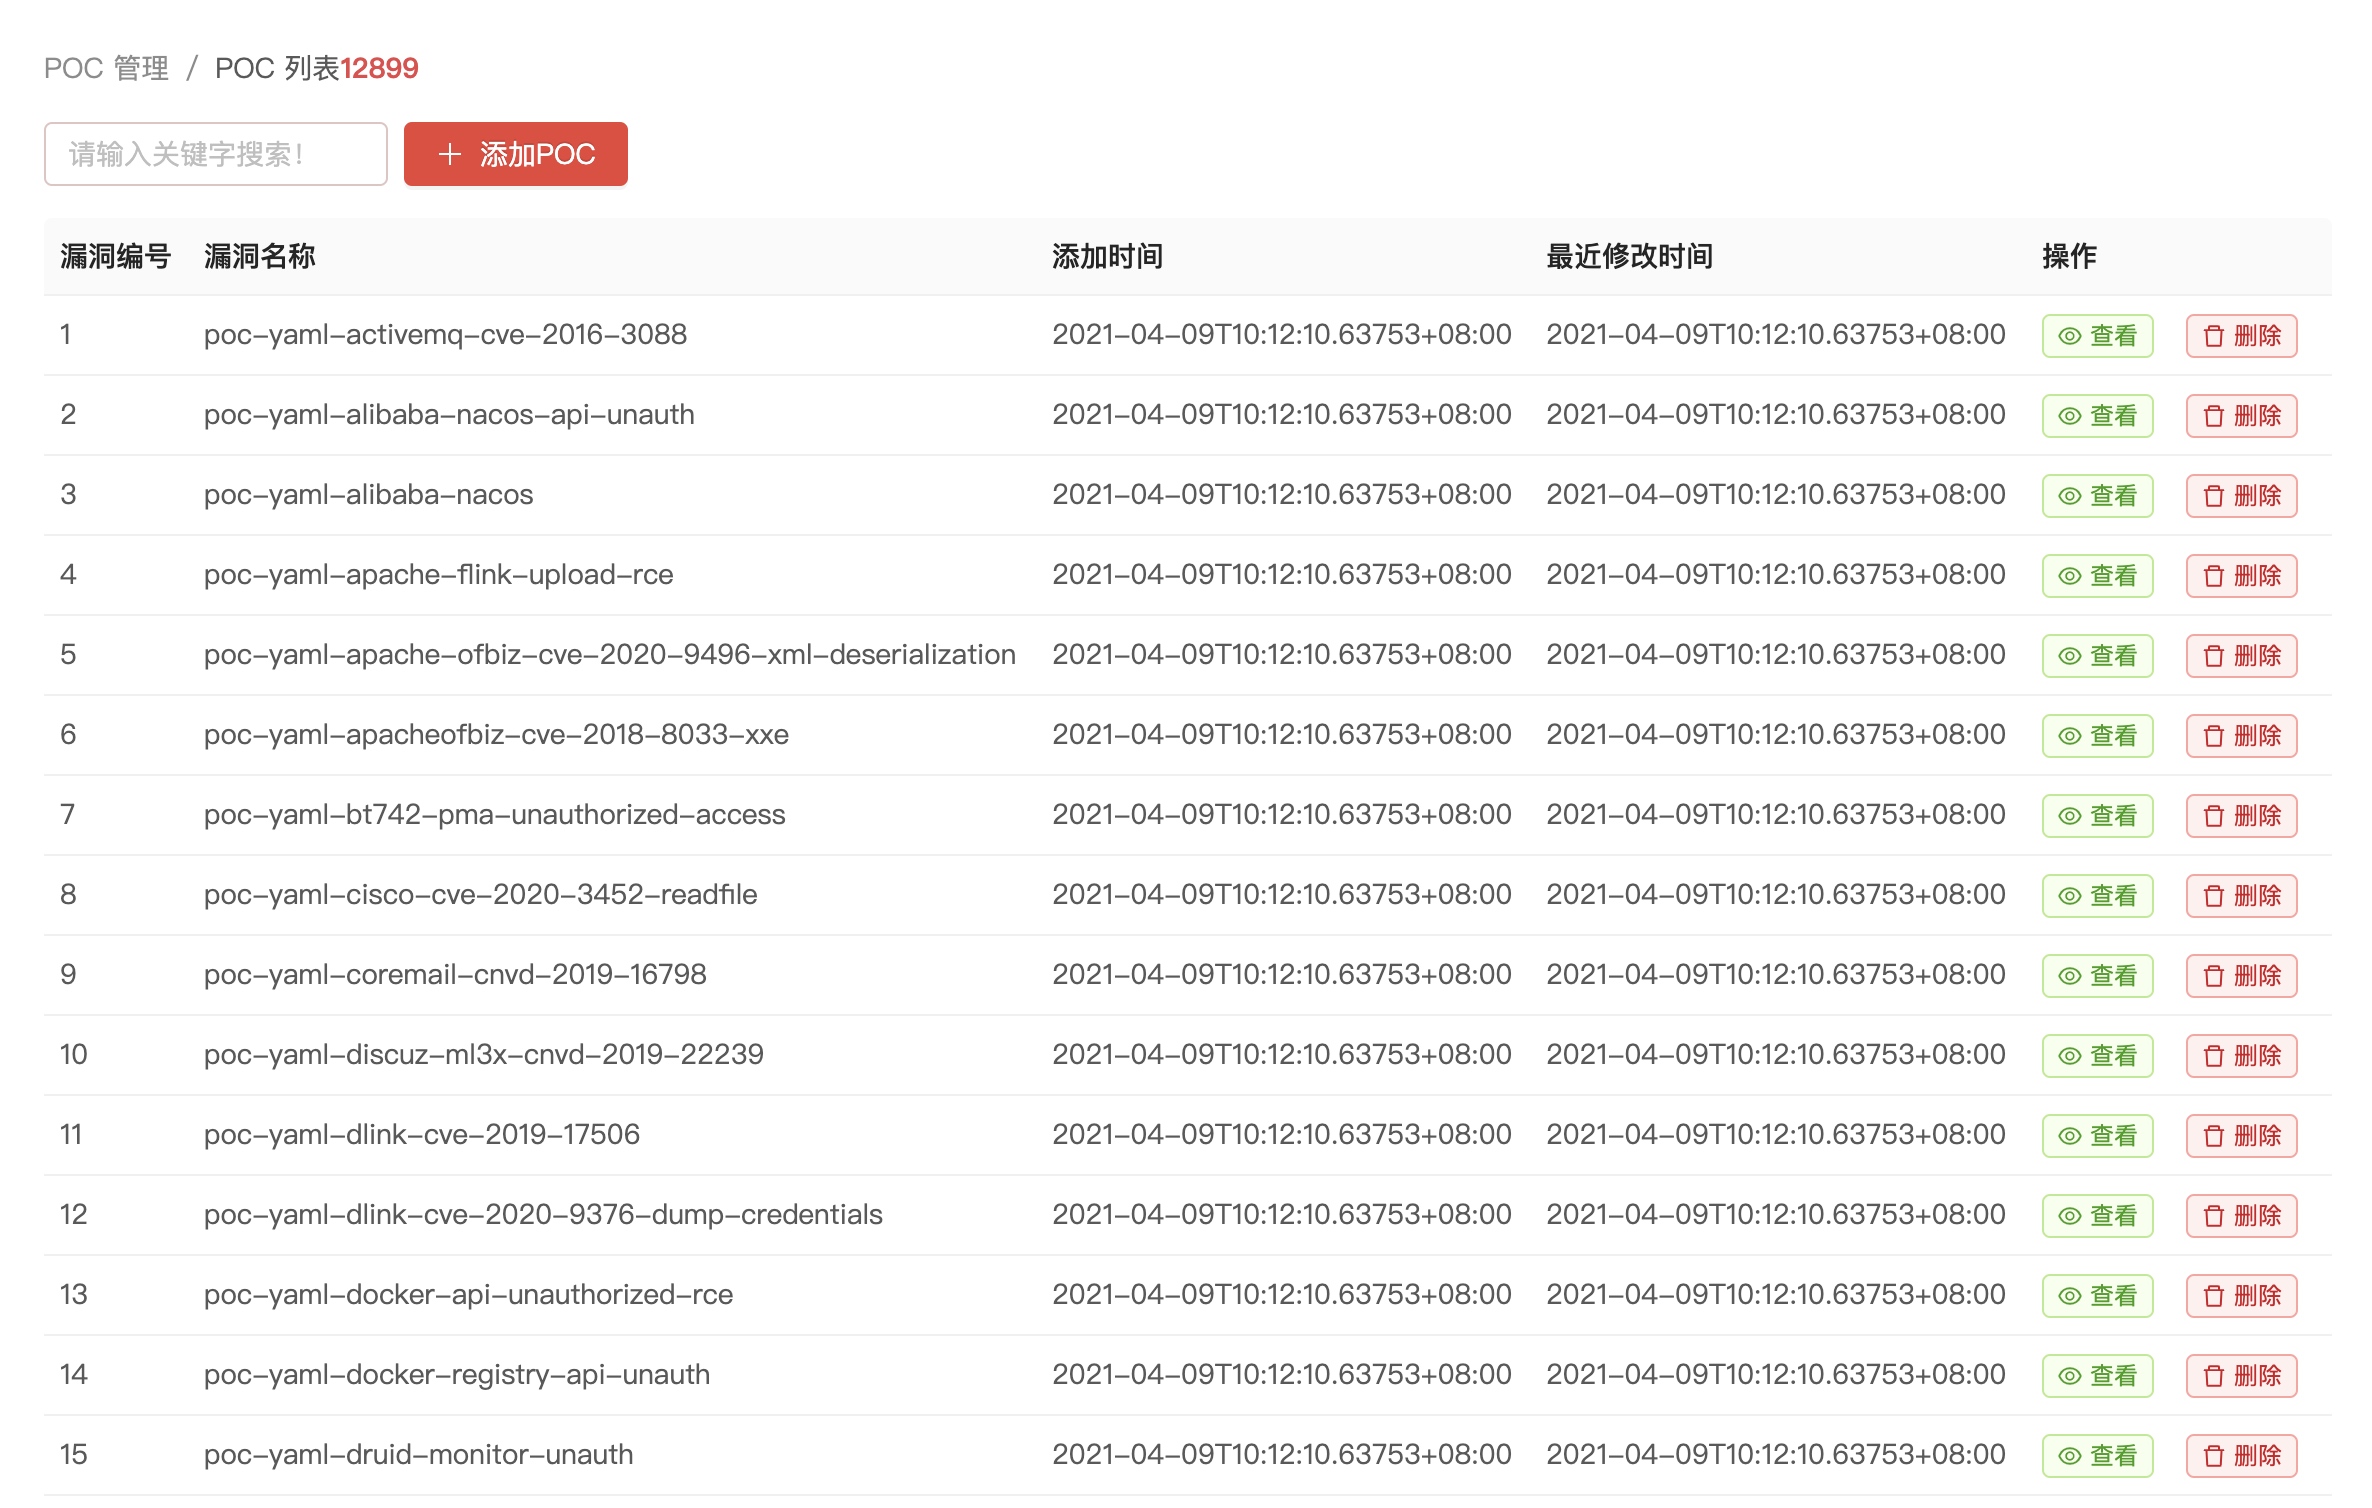 POC 管理 / POC 列表12899
请输入关键字搜索! + 添加POC
漏洞编号 漏洞名称 添加时间 最近修改时间 操作
1 poc-yaml-activemq-cve-2016-3088 2021-04-09T10:12:10.63753+08:00 2021-04-09T10:12:10.63753+08:00 查看 删除
2 poc-yaml-alibaba-nacos-api-unauth 2021-04-09T10:12:10.63753+08:00 2021-04-09T10:12:10.63753+08:00 查看 删除
3 poc-yaml-alibaba-nacos 2021-04-09T10:12:10.63753+08:00 2021-04-09T10:12:10.63753+08:00 查看 删除
4 poc-yaml-apache-flink-upload-rce 2021-04-09T10:12:10.63753+08:00 2021-04-09T10:12:10.63753+08:00 查看 删除
5 poc-yaml-apache-ofbiz-cve-2020-9496-xml-deserialization 2021-04-09T10:12:10.63753+08:00 2021-04-09T10:12:10.63753+08:00 查看 删除
6 poc-yaml-apacheofbiz-cve-2018-8033-xxe 2021-04-09T10:12:10.63753+08:00 2021-04-09T10:12:10.63753+08:00 查看 删除
7 poc-yaml-bt742-pma-unauthorized-access 2021-04-09T10:12:10.63753+08:00 2021-04-09T10:12:10.63753+08:00 查看 删除
8 poc-yaml-cisco-cve-2020-3452-readfile 2021-04-09T10:12:10.63753+08:00 2021-04-09T10:12:10.63753+08:00 查看 删除
9 poc-yaml-coremail-cnvd-2019-16798 2021-04-09T10:12:10.63753+08:00 2021-04-09T10:12:10.63753+08:00 查看 删除
10 poc-yaml-discuz-ml3x-cnvd-2019-22239 2021-04-09T10:12:10.63753+08:00 2021-04-09T10:12:10.63753+08:00 查看 删除
11 poc-yaml-dlink-cve-2019-17506 2021-04-09T10:12:10.63753+08:00 2021-04-09T10:12:10.63753+08:00 查看 删除
12 poc-yaml-dlink-cve-2020-9376-dump-credentials 2021-04-09T10:12:10.63753+08:00 2021-04-09T10:12:10.63753+08:00 查看 删除
13 poc-yaml-docker-api-unauthorized-rce 2021-04-09T10:12:10.63753+08:00 2021-04-09T10:12:10.63753+08:00 查看 删除
14 poc-yaml-docker-registry-api-unauth 2021-04-09T10:12:10.63753+08:00 2021-04-09T10:12:10.63753+08:00 查看 删除
15 poc-yaml-druid-monitor-unauth 2021-04-09T10:12:10.63753+08:00 2021-04-09T10:12:10.63753+08:00 查看 删除